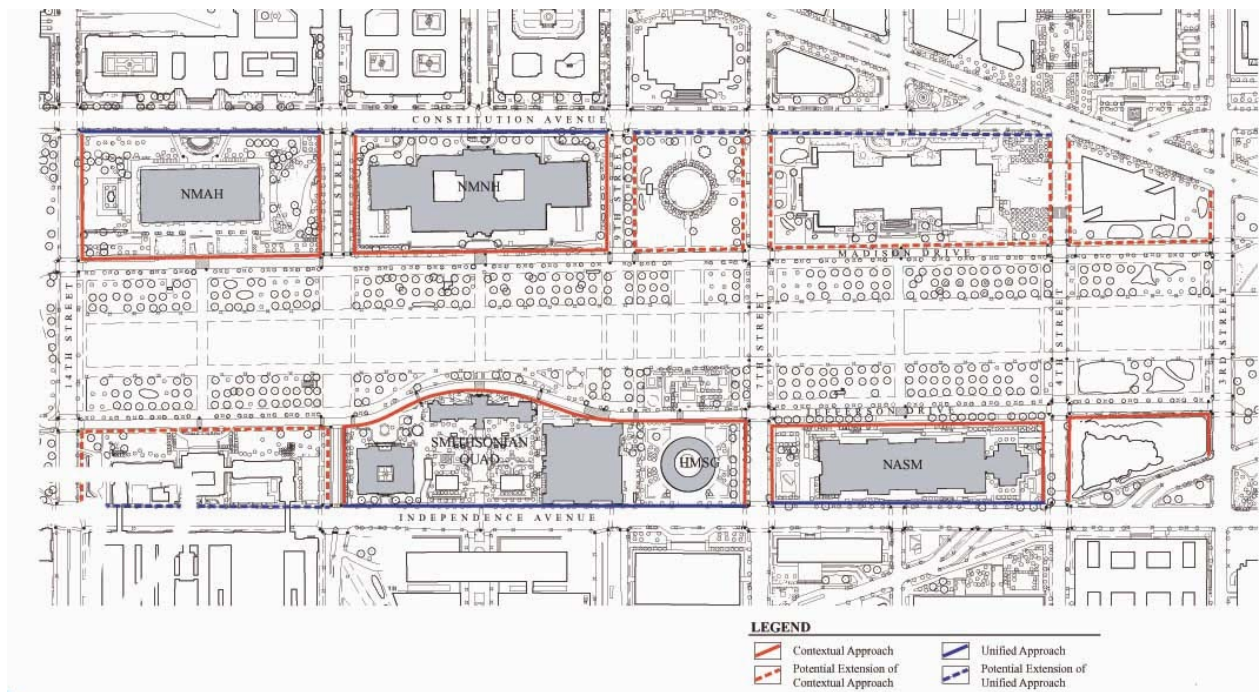 CONSTITUTION AVENUE
NMAH
12TH STREET
NMNH
9TH STREET
MADISON DRIVE
14TH STREET
7TH STREET
4TH STREET
3RD STREET
JEFFERSON DRIVE
SMITHSONIAN
QUAD
HMSG
NASM
INDEPENDENCE AVENUE
LEGEND
Contextual Approach
Unified Approach
Potential Extension of
Contextual Approach
Potential Extension of
Unified Approach